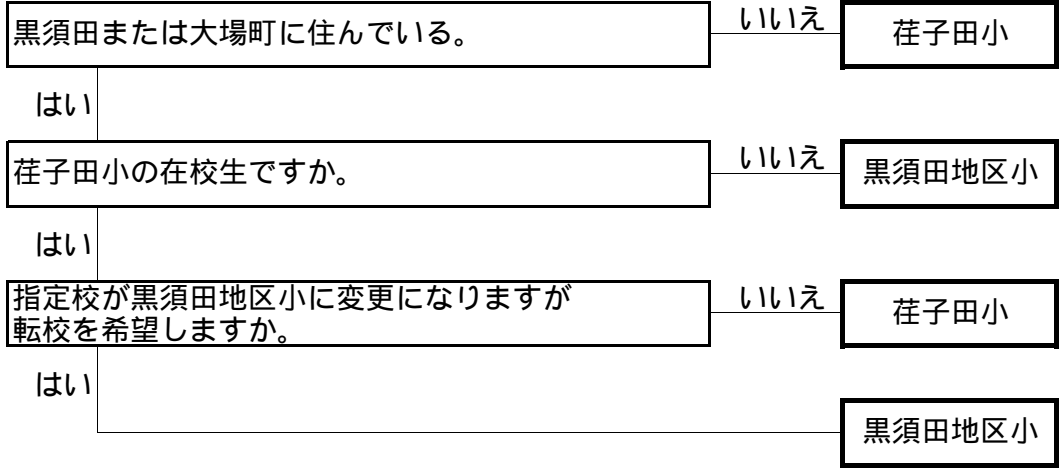 黒須田または大場町に住んでいる。
いいえ
荏子田小
はい
荏子田小の在校生ですか。
いいえ
黒須田地区小
はい
指定校が黒須田地区小に変更になりますが
転校を希望しますか。
いいえ
荏子田小
はい
黒須田地区小